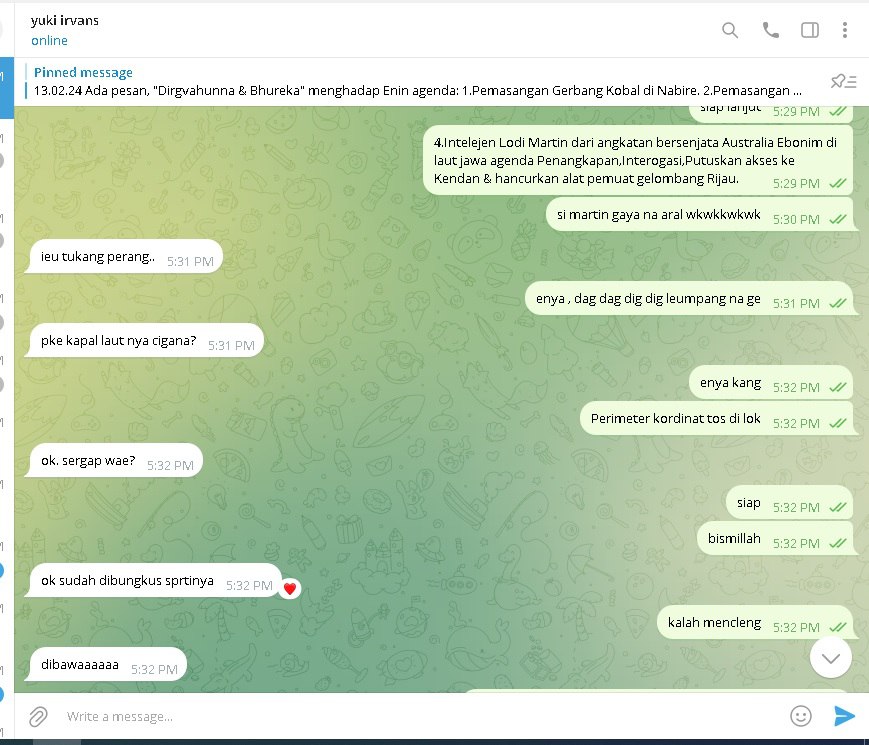 yuki irvans
online
Pinned message
13.02.24 Ada pesan, "Dirgvahunna & Bhureka" menghadap Enin agenda: 1.Pemasangan Gerbang Kobal di Nabire. 2.Pemasangan ...
siap lanjut 5:29 PM
4.Intelejen Lodi Martin dari angkatan bersenjata Australia Ebonim di
laut jawa agenda Penangkapan,Interogasi,Putuskan akses ke
Kendan & hancurkan alat pemuat gelombang Rijau. 5:29 PM
si martin gaya na aral wkwkkwkwk 5:30 PM
ieu tukang perang.. 5:31 PM
enya , dag dag dig dig leumpang na ge 5:31 PM
pke kapal laut nya cigana? 5:31 PM
enya kang 5:32 PM
Perimeter kordinat tos di lok 5:32 PM
ok. sergap wae? 5:32 PM
siap 5:32 PM
bismillah 5:32 PM
ok sudah dibungkus sprtinya 5:32 PM
kalah mencleng 5:32 PM
dibawaaaaaa 5:32 PM
Write a message...